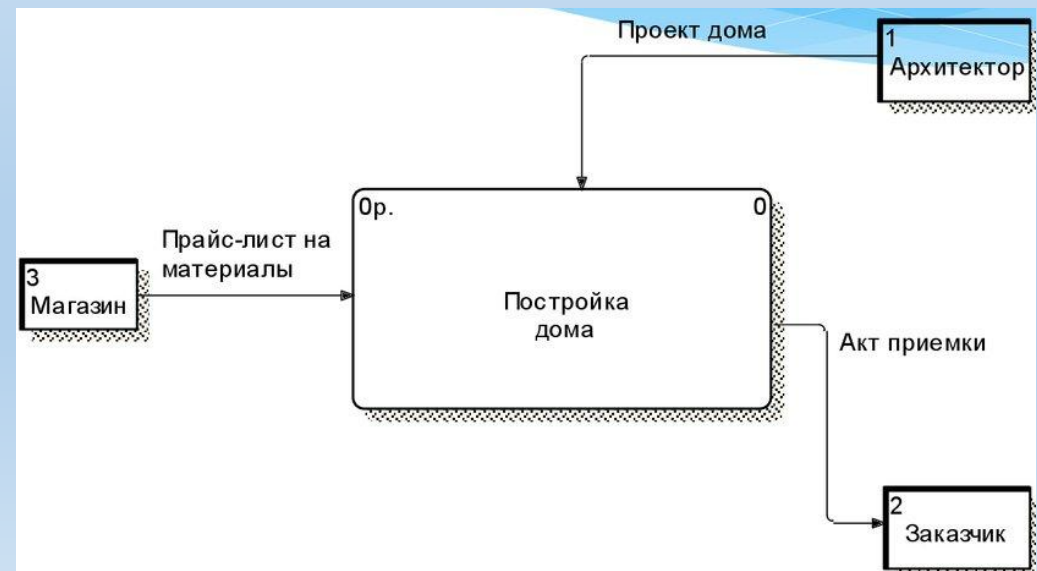 Проект дома
1
Архитектор
0р.
0
Прайс-лист на
материалы
3
Магазин
Постройка
дома
Акт приемки
2
Заказчик